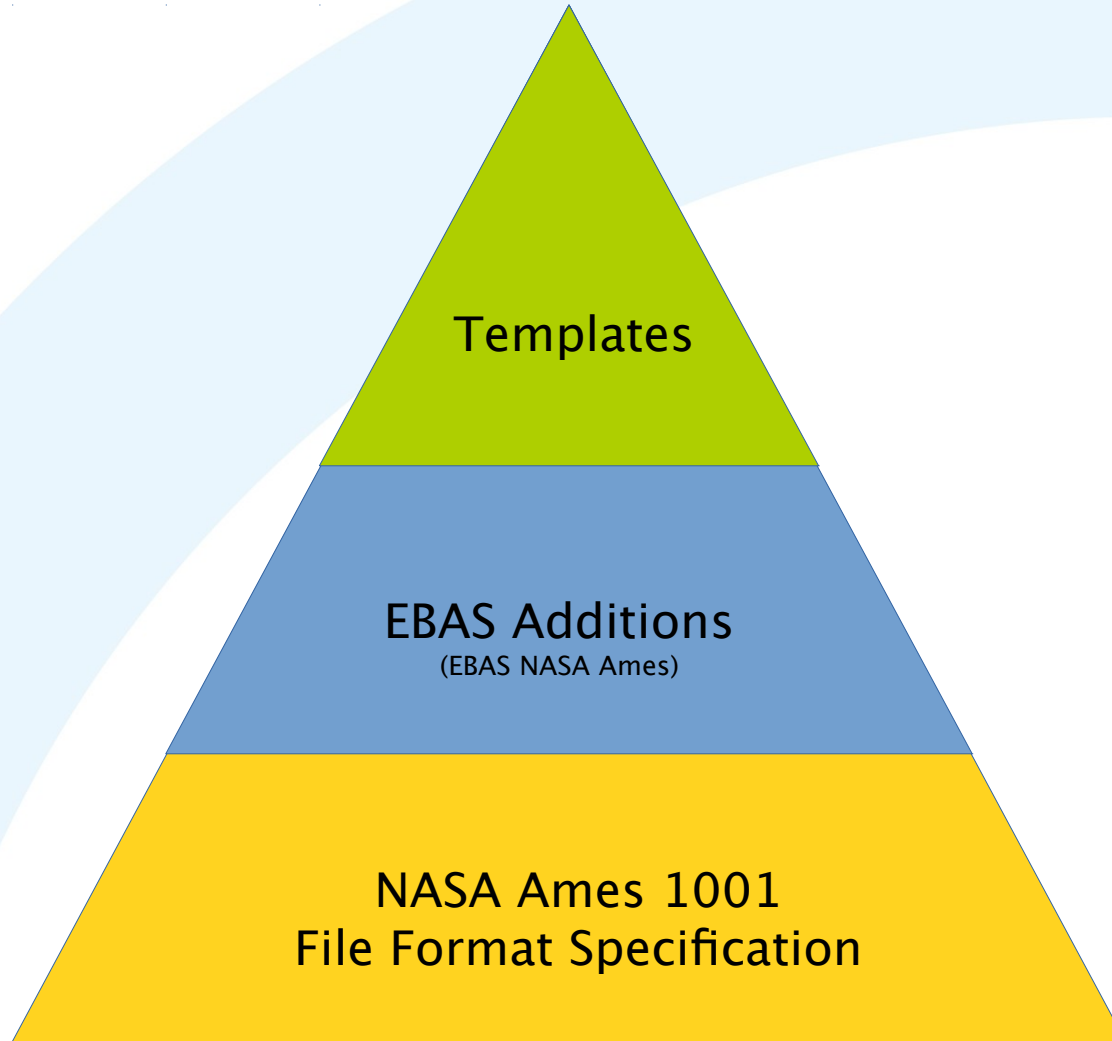 Templates
EBAS Additions
(EBAS NASA Ames)
NASA Ames 1001
File Format Specification